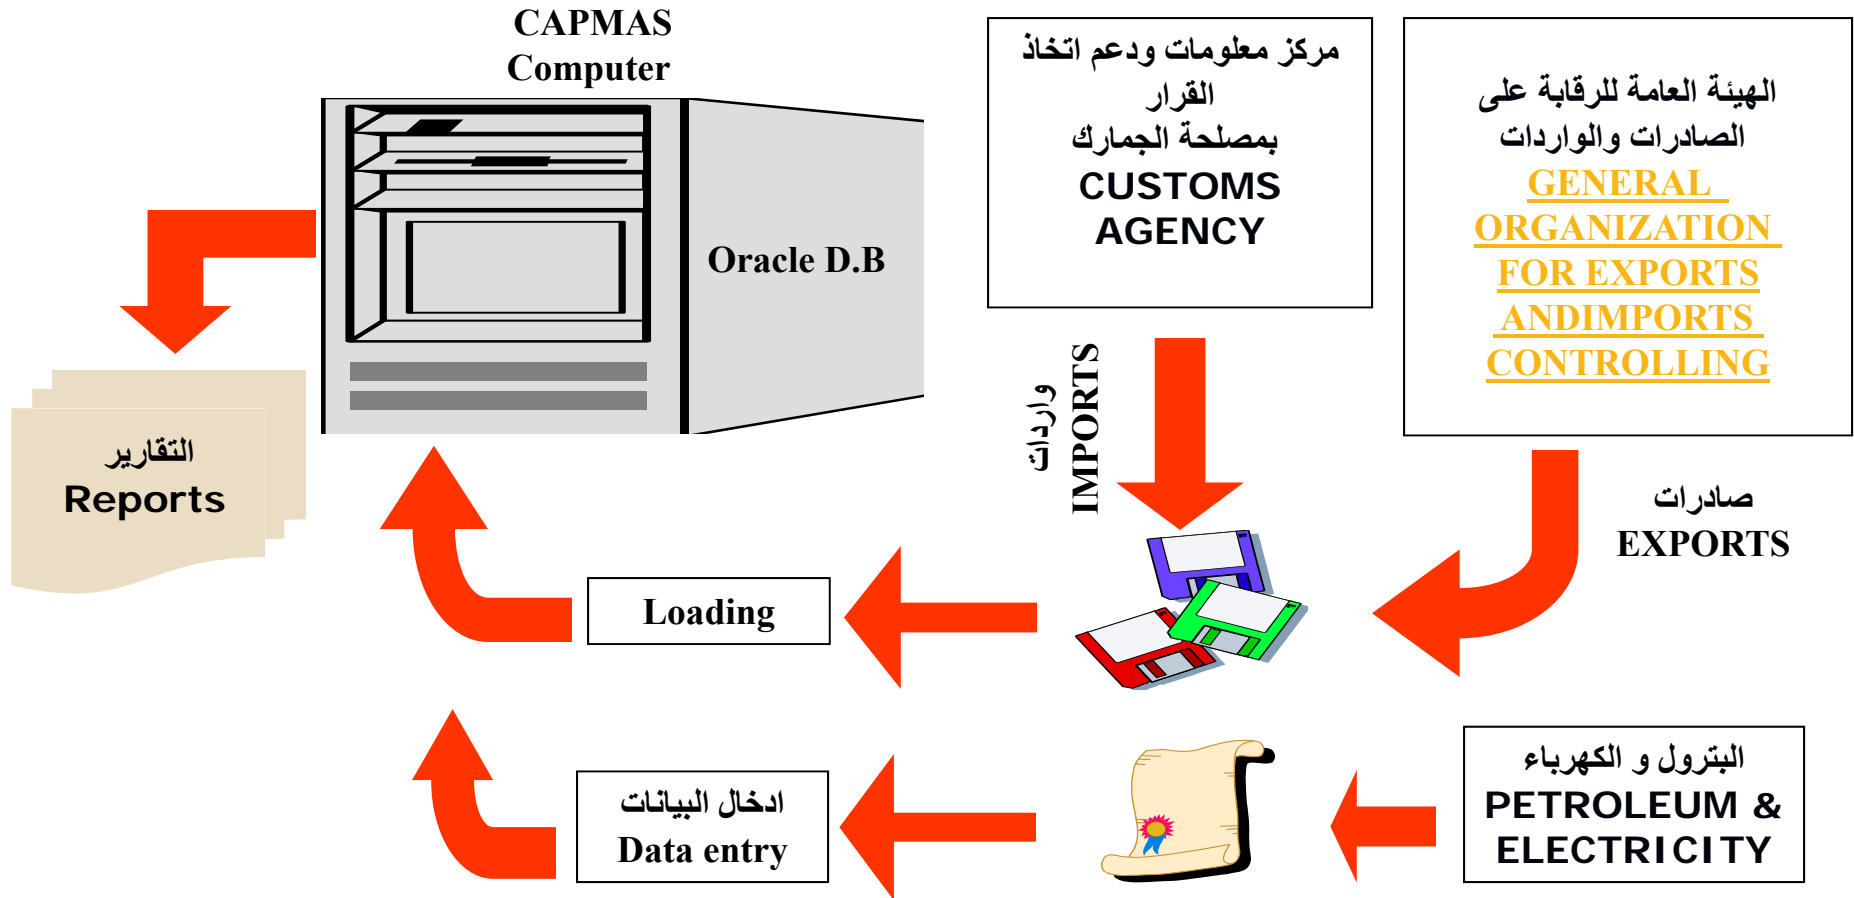 CAPMAS
Computer
Oracle D.B
مركز معلومات ودعم اتخاذ
القرار
بمصلحة الجمارك
CUSTOMS
AGENCY
الهيئة العامة للرقابة على
الصادرات والواردات
GENERAL
ORGANIZATION
FOR EXPORTS
ANDIMPORTS
CONTROLLING
واردات
IMPORTS
صادرات
EXPORTS
التقارير
Reports
Loading
ادخال البيانات
Data entry
البترول و الكهرباء
PETROLEUM &
ELECTRICITY